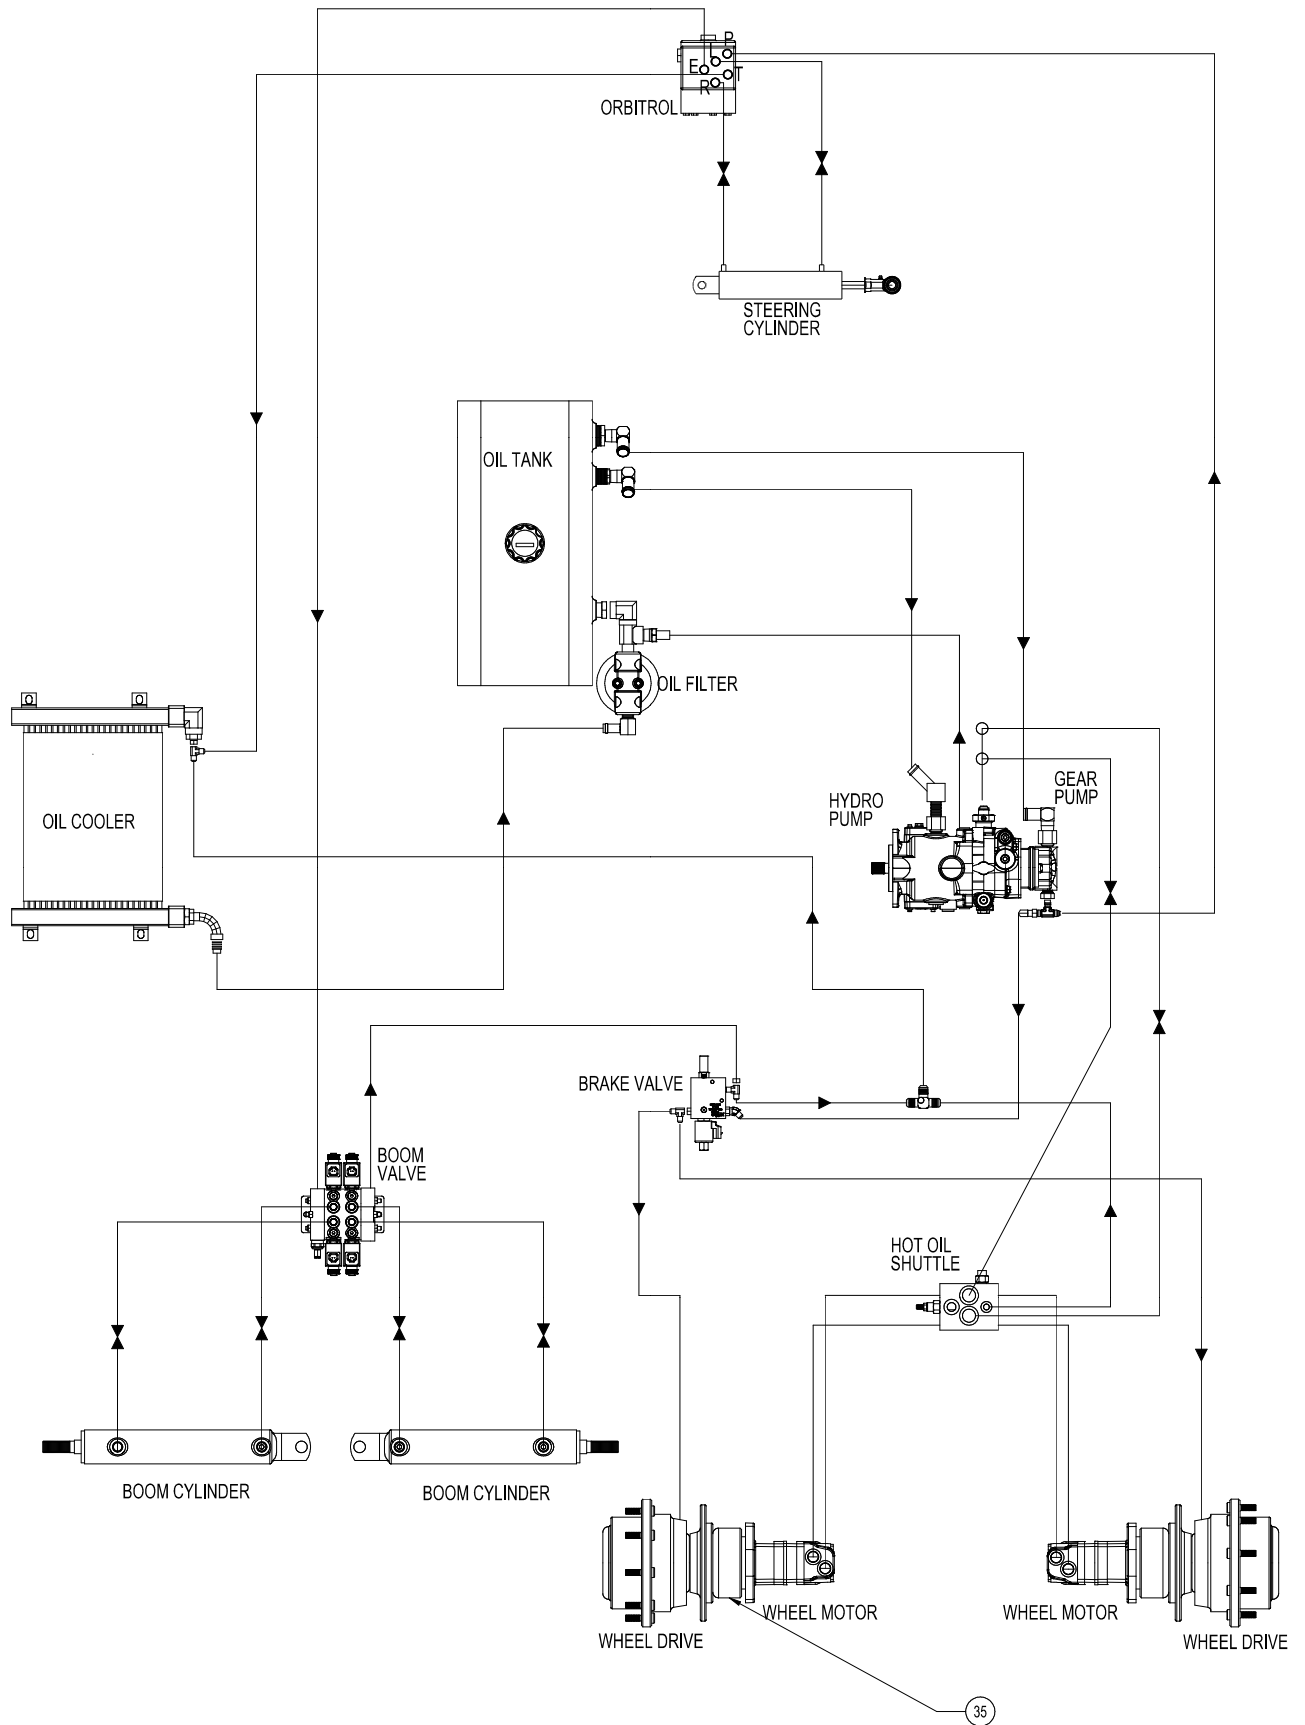 P
L
E
T
R
ORBITROL
STEERING
CYLINDER
OIL TANK
OIL FILTER
GEAR
PUMP
HYDRO
PUMP
OIL COOLER
BRAKE VALVE
BOOM
VALVE
HOT OIL
SHUTTLE
BOOM CYLINDER
BOOM CYLINDER
WHEEL MOTOR
WHEEL MOTOR
WHEEL DRIVE
WHEEL DRIVE
35